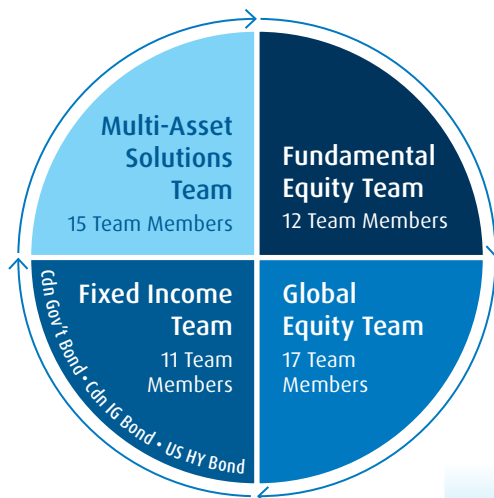 Multi-Asset
Solutions
Team
15 Team Members
Fundamental
Equity Team
12 Team Members
Fixed Income
Team
11 Team
Members
Cdn Gov't Bond • Cdn IG Bond • US HY Bond
Global
Equity Team
17 Team
Members